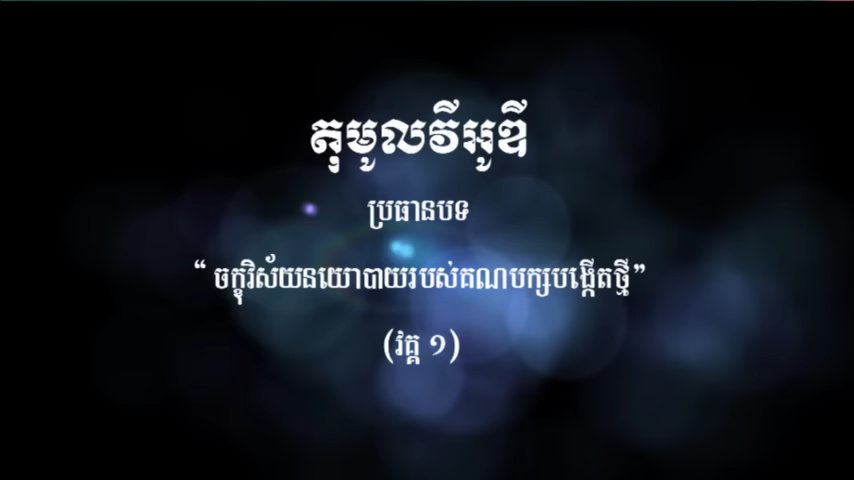 តុមូលវីអូឌី
ប្រធានបទ
“ ចក្ខុវិស័យនយោបាយរបស់គណបក្សបង្កើតថ្មី”
(វគ្គ ១)